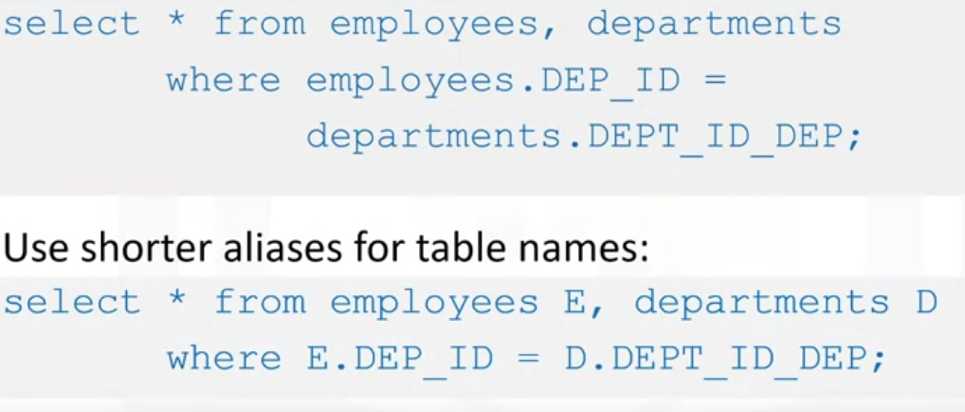 select * from employees, departments
where employees.DEP_ID =
departments.DEPT_ID_DEP;
Use shorter aliases for table names:
select * from employees E, departments D
where E.DEP_ID = D.DEPT_ID_DEP;